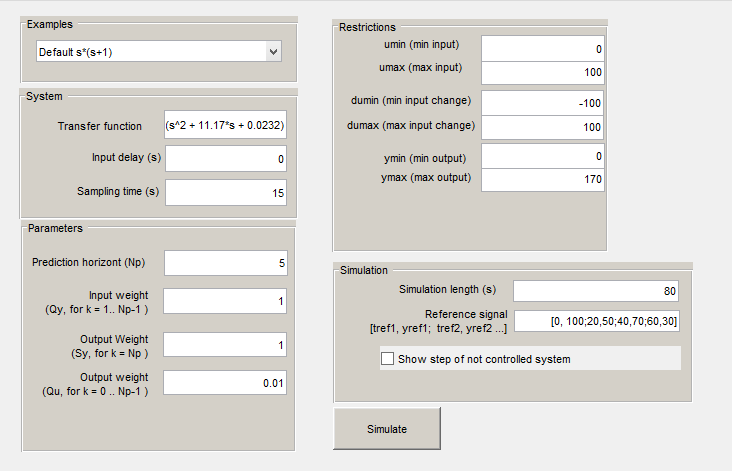 Examples
Default s*(s+1)
System
Transfer function (s^2 + 11.17*s + 0.0232)
Input delay (s) 0
Sampling time (s) 15
Parameters
Prediction horizont (Np) 5
Input weight
(Qy, for k = 1.. Np-1 ) 1
Output Weight
(Sy, for k = Np ) 1
Output weight
(Qu, for k = 0 .. Np-1 ) 0.01
Restrictions
umin (min input) 0
umax (max input) 100
dumin (min input change) -100
dumax (max input change) 100
ymin (min output) 0
ymax (max output) 170
Simulation
Simulation length (s) 80
Reference signal
[tref1, yref1; tref2, yref2 ...] [0, 100;20,50;40,70;60,30]
Show step of not controlled system
Simulate